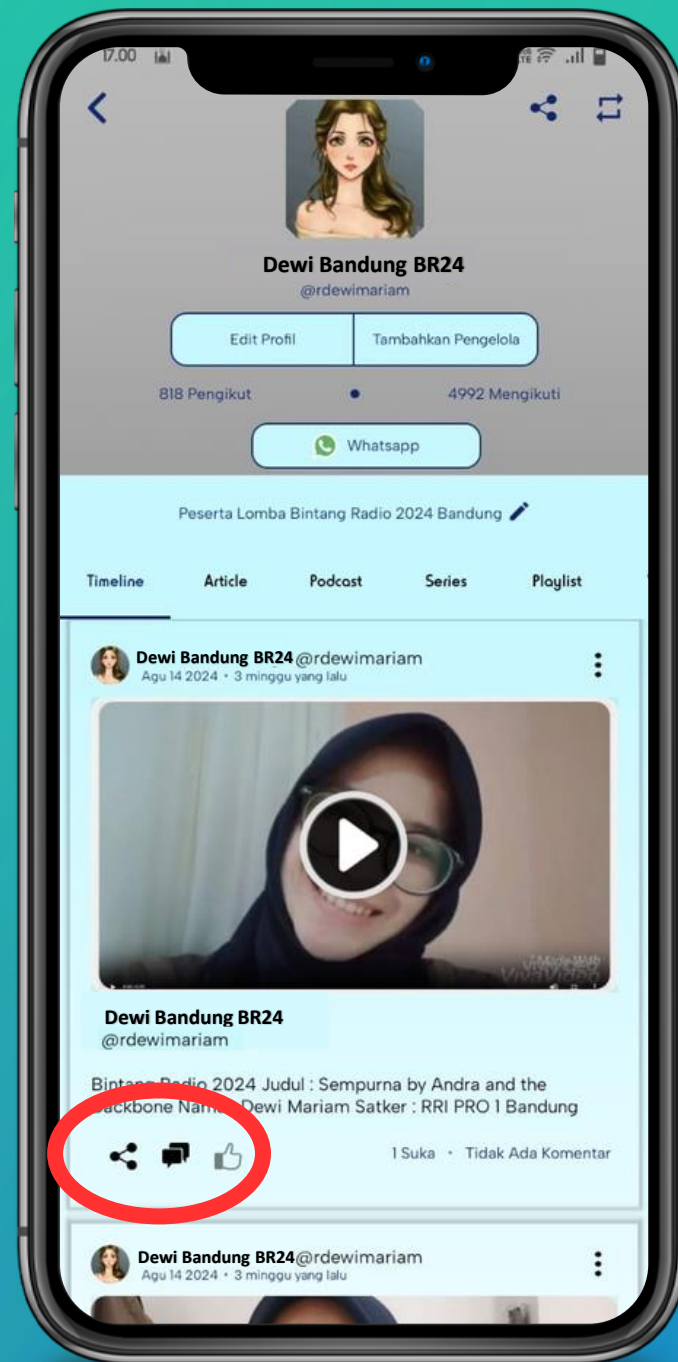 17.00
Dewi Bandung BR24
@rdewimariam
Edit Profil Tambahkan Pengelola
818 Pengikut • 4992 Mengikuti
Whatsapp
Peserta Lomba Bintang Radio 2024 Bandung
Timeline Article Podcast Series Playlist
Dewi Bandung BR24 @rdewimariam
Agu 14 2024 • 3 minggu yang lalu
Made With
VivaVideo
Dewi Bandung BR24
@rdewimariam
Bintang Radio 2024 Judul : Sempurna by Andra and the
Backbone Nama : Dewi Mariam Satker : RRI PRO 1 Bandung
1 Suka • Tidak Ada Komentar
Dewi Bandung BR24 @rdewimariam
Agu 14 2024 • 3 minggu yang lalu